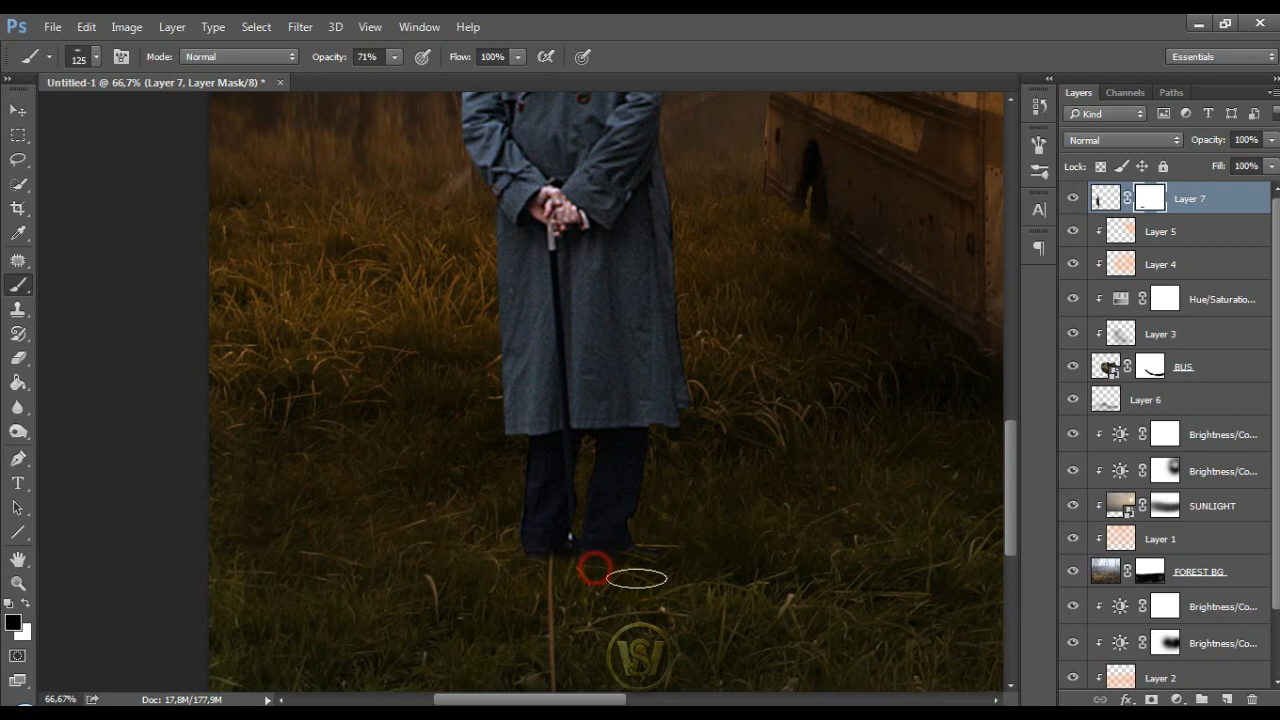 Ps File Edit Image Layer Type Select Filter 3D View Window Help
125 Mode: Normal Opacity: 71% Flow: 100% Essentials
Untitled-1 @ 66,7% (Layer 7, Layer Mask/8) * ×
Layers Channels Paths
Kind
Normal Opacity: 100%
Lock: Fill: 100%
Layer 7
Layer 5
Layer 4
Hue/Saturatio...
Layer 3
BUS
Layer 6
Brightness/Co...
Brightness/Co...
SUNLIGHT
Layer 1
FOREST BG
Brightness/Co...
Brightness/Co...
Layer 2
66,67% Doc: 17,8M/177,9M